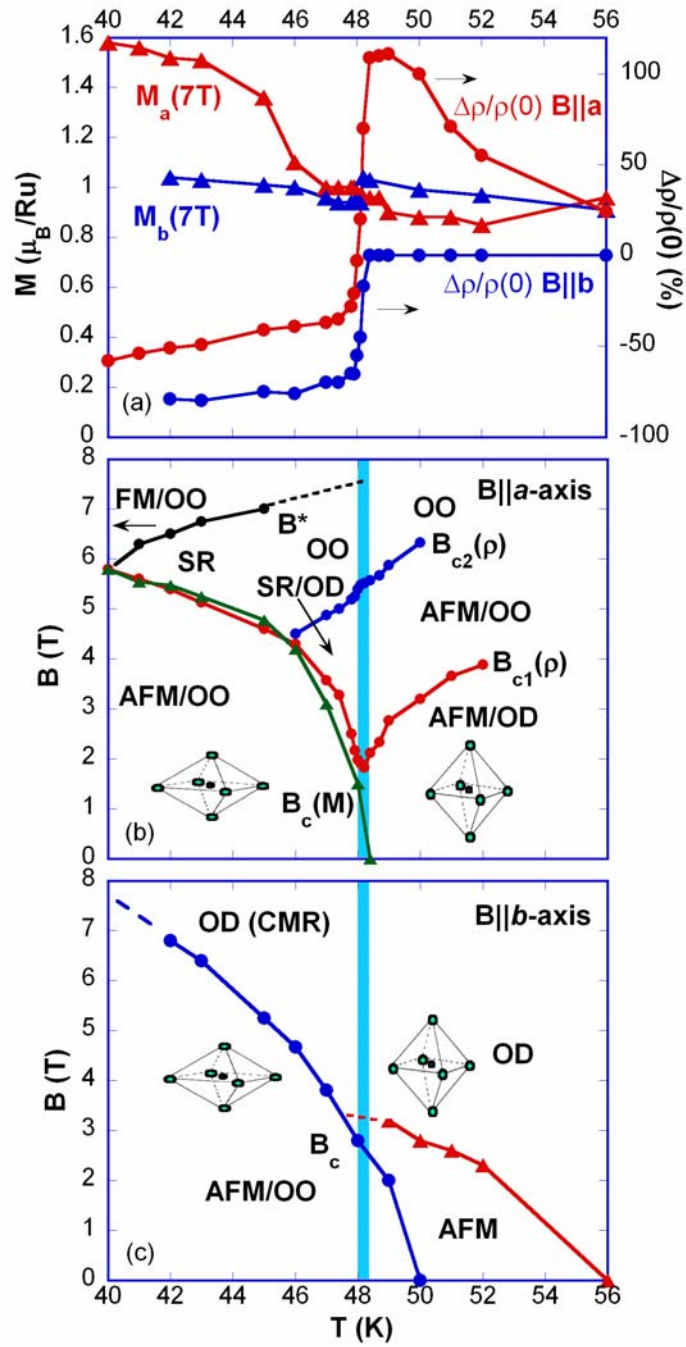 40 42 44 46 48 50 52 54 56
1.6
1.4
1.2
1
0.8
0.6
0.4
0.2
0
M (μB/Ru)
100
50
0
-50
-100
Δρ/ρ(0) (%)
Ma(7T)
Δρ/ρ(0) B||a
Mb(7T)
Δρ/ρ(0) B||b
(a)
8
7
6
5
4
3
2
1
0
B (T)
FM/OO
B||a-axis
B*
OO
OO
SR
Bc2(ρ)
SR/OD
AFM/OO
Bc1(ρ)
AFM/OO
AFM/OD
Bc(M)
(b)
8
7
6
5
4
3
2
1
0
B (T)
OD (CMR)
B||b-axis
OD
Bc
AFM/OO
AFM
(c)
40 42 44 46 48 50 52 54 56
T (K)